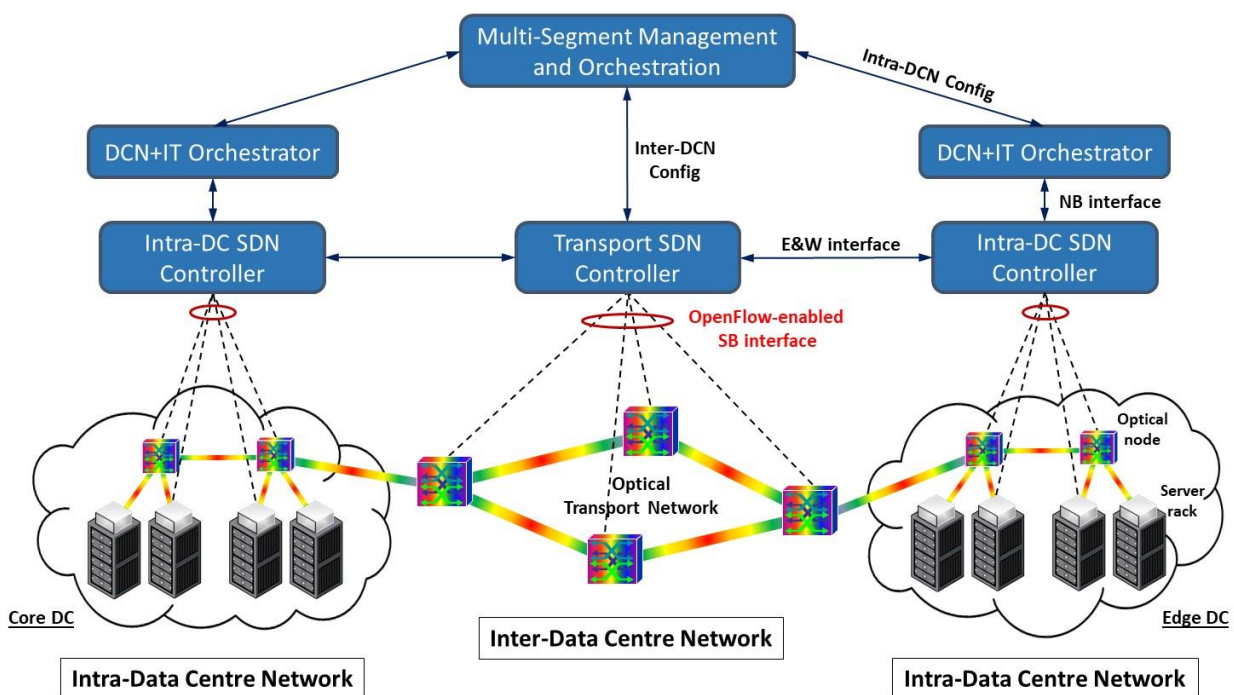 Multi-Segment Management
and Orchestration
Intra-DCN Config
DCN+IT Orchestrator
Inter-DCN
Config
DCN+IT Orchestrator
NB interface
Intra-DC SDN
Controller
Transport SDN
Controller
E&W interface
Intra-DC SDN
Controller
OpenFlow-enabled
SB interface
Optical
node
Optical
Transport Network
Server
rack
Core DC
Edge DC
Inter-Data Centre Network
Intra-Data Centre Network
Intra-Data Centre Network